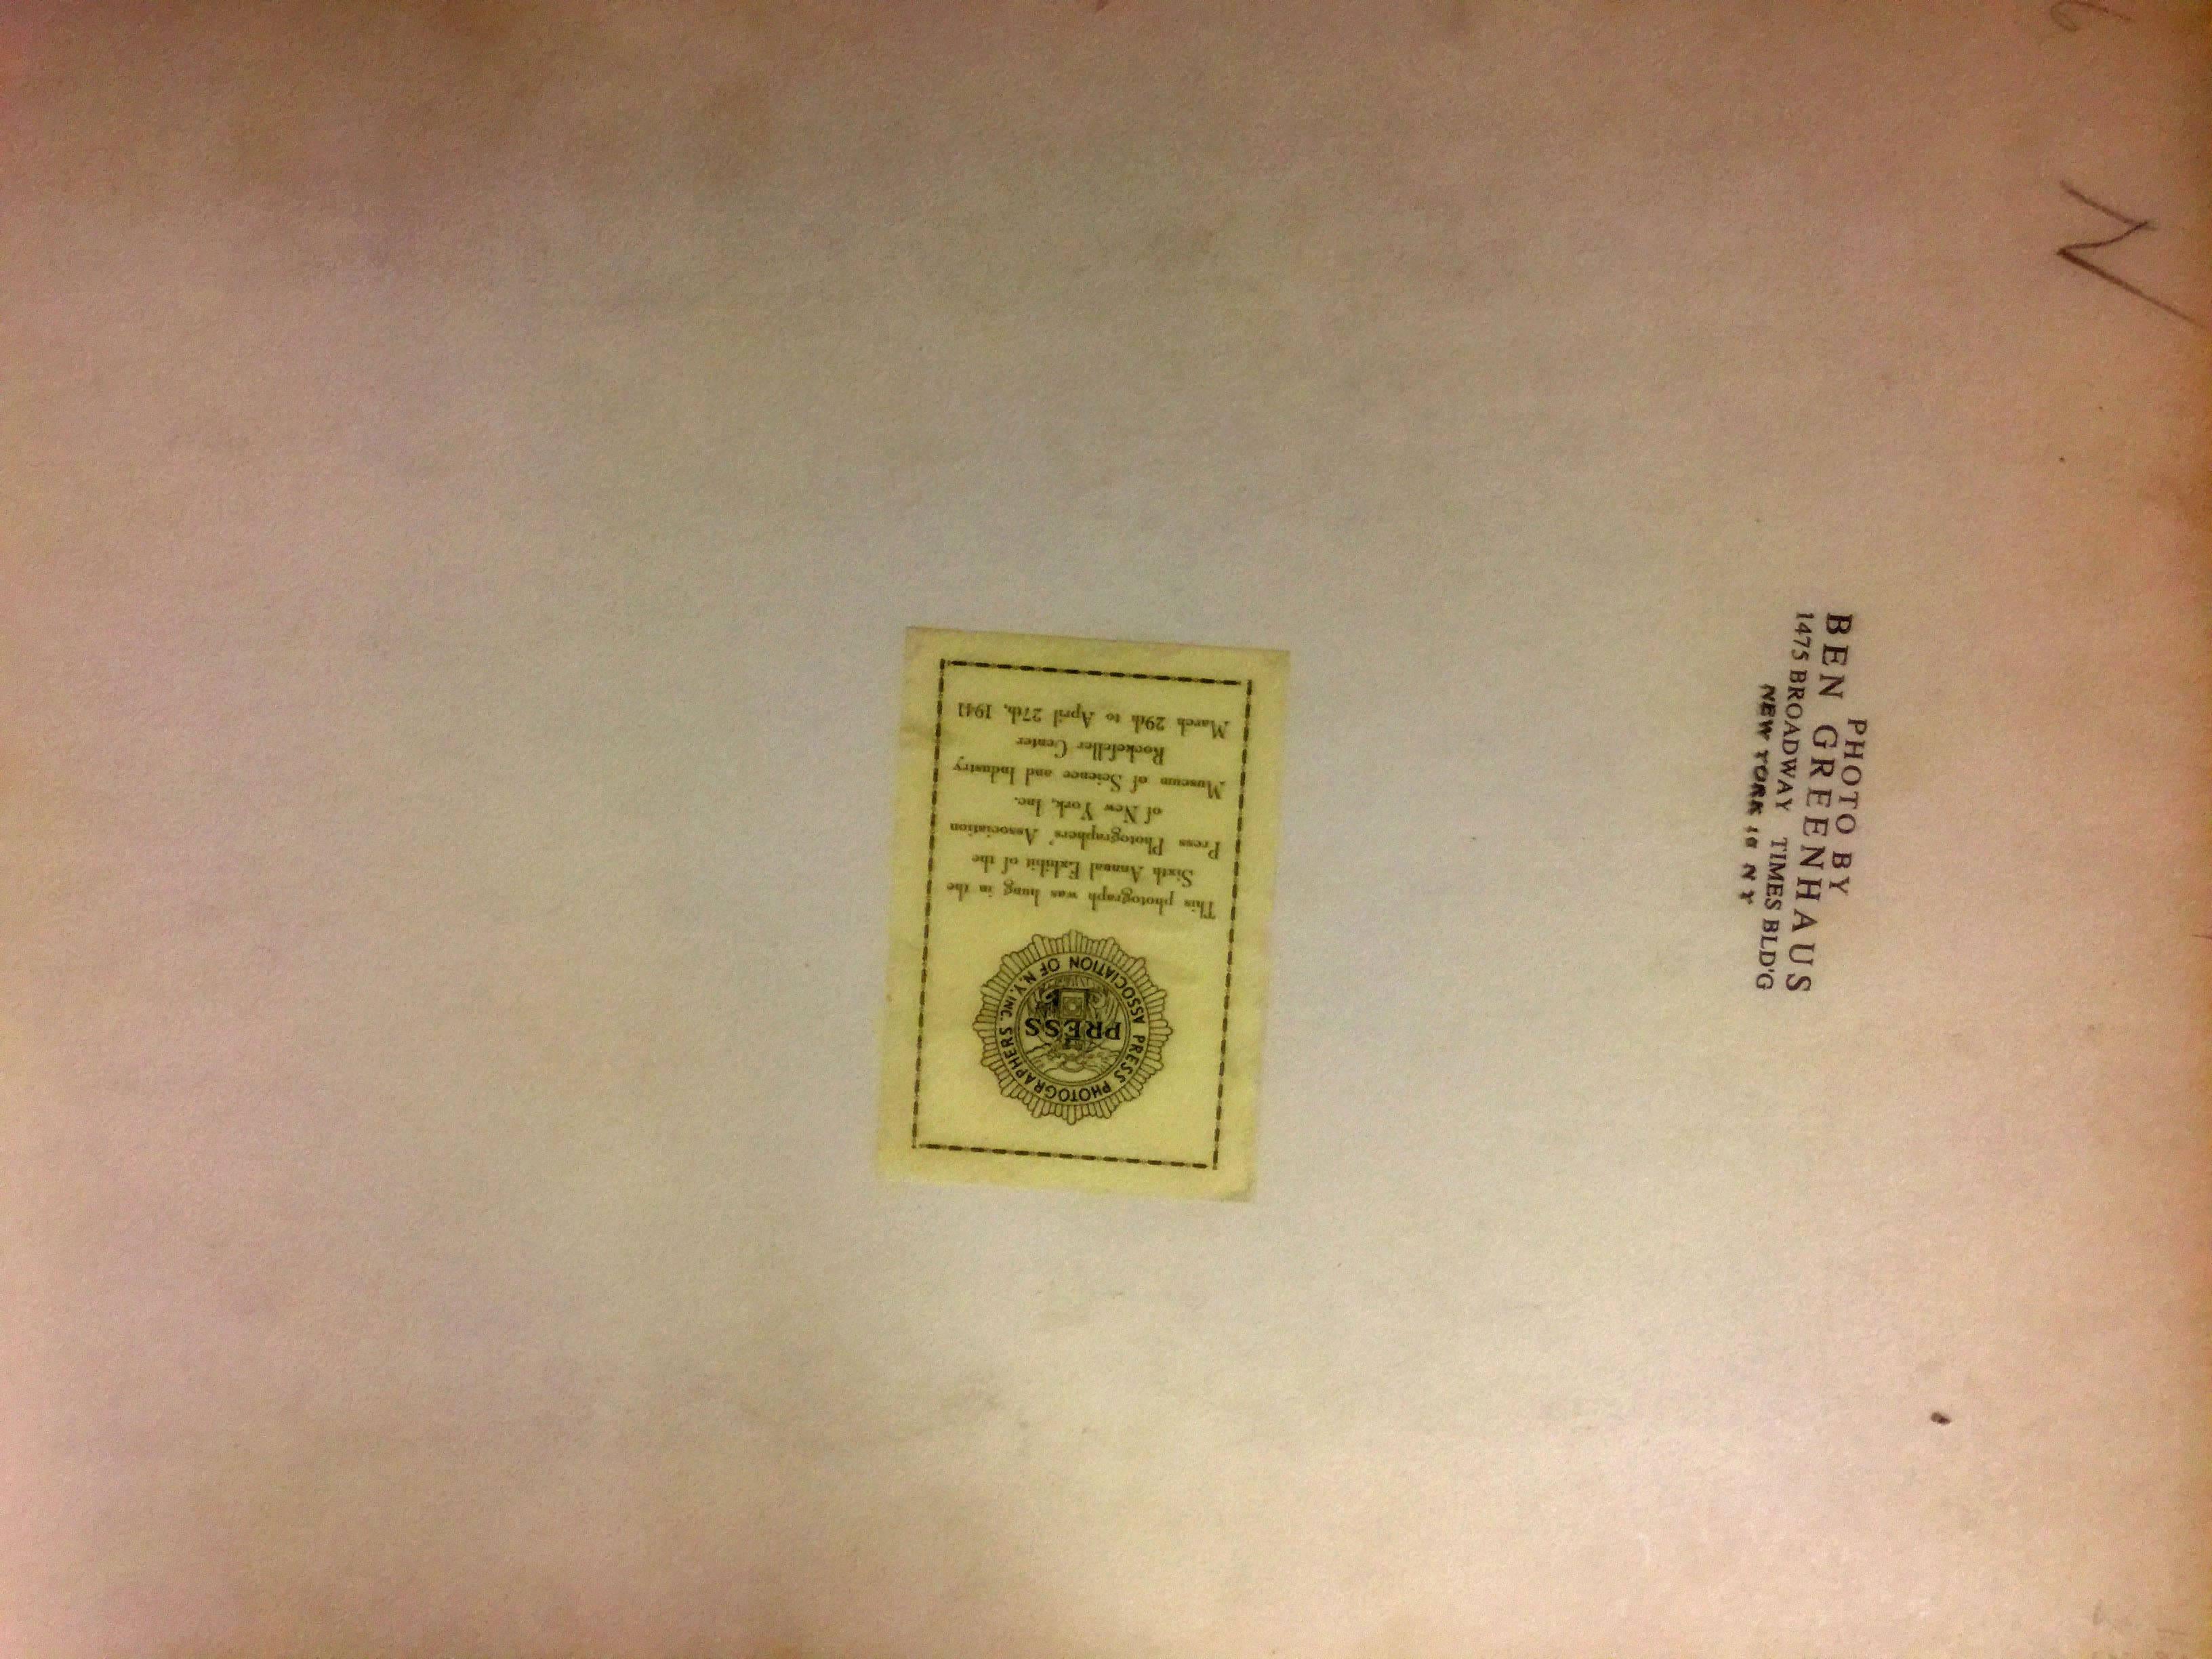 PRESS PHOTOGRAPHERS
ASSOCIATION OF N.Y. INC.
PRESS
This photograph was hung in the
Sixth Annual Exhibit of the
Press Photographers' Association
of New York, Inc.
Museum of Science and Industry
Rockefeller Center
March 29th to April 27th, 1941
PHOTO BY
BEN GREENHAUS
1475 BROADWAY TIMES BLD'G
NEW YORK N Y